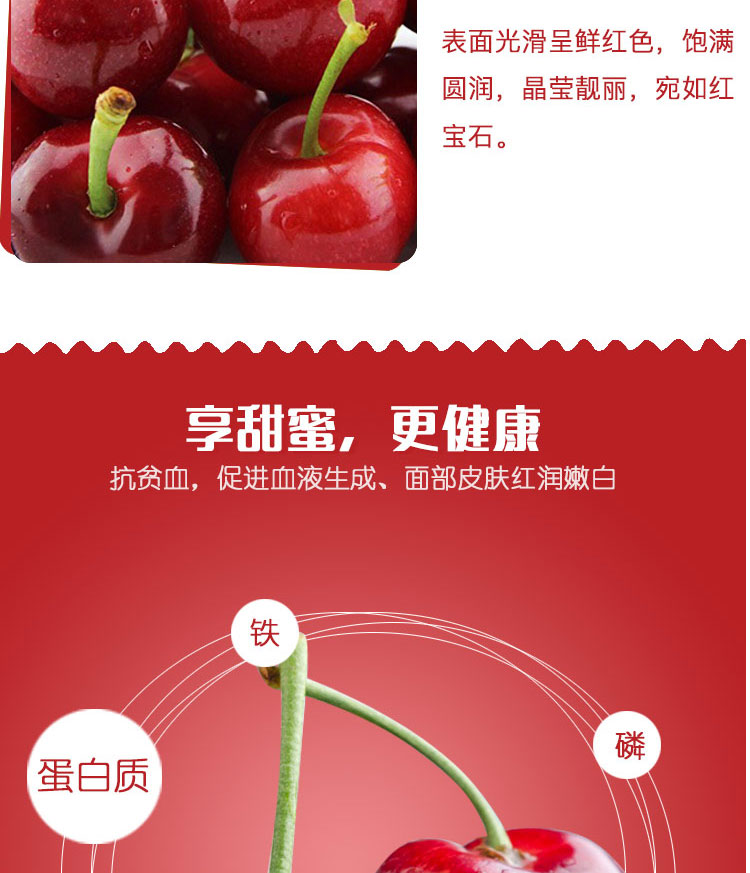 表面光滑呈鲜红色，饱满
圆润，晶莹靓丽，宛如红
宝石。
享甜蜜，更健康
抗贫血，促进血液生成、面部皮肤红润嫩白
铁
磷
蛋白质